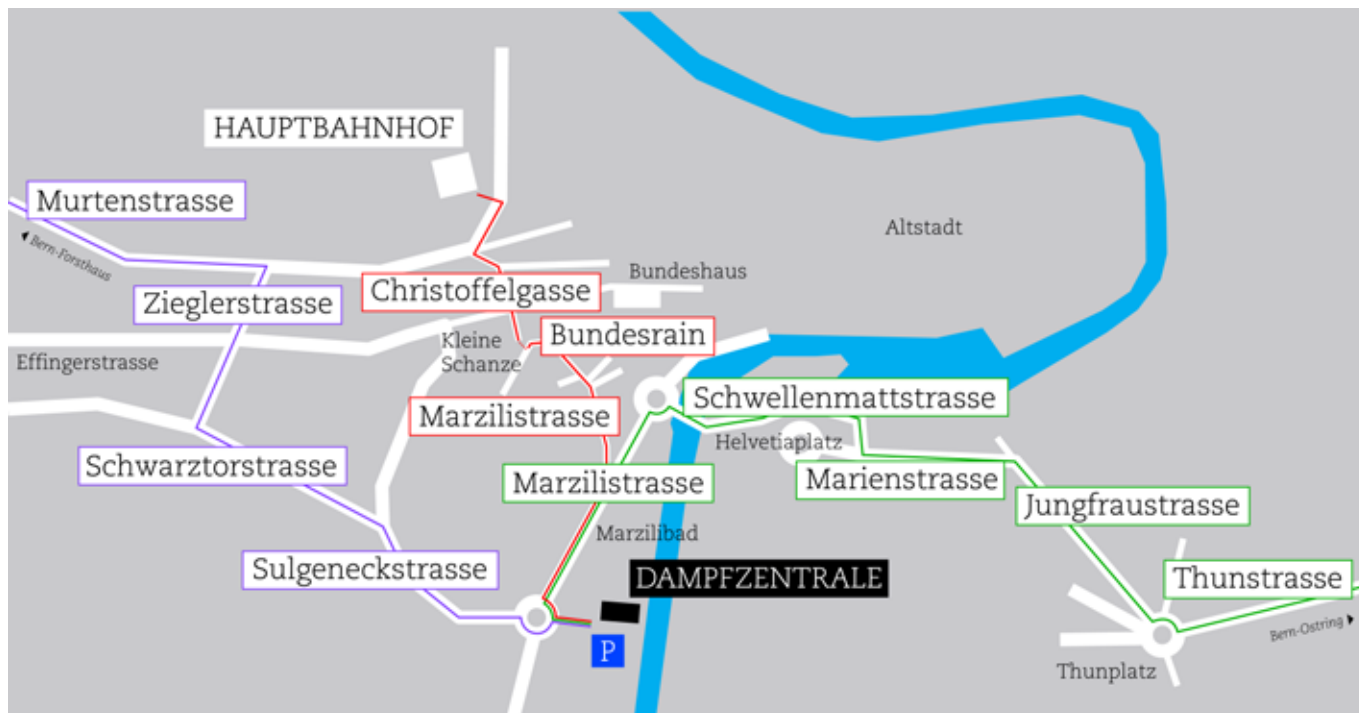 HAUPTBAHNHOF
Murtenstrasse
Bern-Forsthaus
Altstadt
Bundeshaus
Christoffelgasse
Zieglerstrasse
Bundesrain
Kleine
Schanze
Effingerstrasse
Schwellenmattstrasse
Marzilistrasse
Helvetiaplatz
Schwarztorstrasse
Marzilistrasse
Marienstrasse
Jungfraustrasse
Marzilibad
Sulgeneckstrasse
DAMPFZENTRALE
Thunstrasse
Bern-Ostring
P
Thunplatz